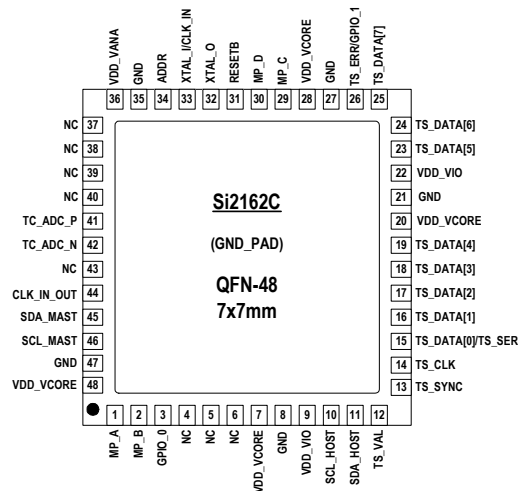 VDD_VANA
GND
ADDR
XTAL_I/CLK_IN
XTAL_O
RESETB
MP_D
MP_C
VDD_VCORE
GND
TS_ERR/GPIO_1
TS_DATA[7]
36 35 34 33 32 31 30 29 28 27 26 25
NC 37
NC 38
NC 39
NC 40
TC_ADC_P 41
TC_ADC_N 42
NC 43
CLK_IN_OUT 44
SDA_MAST 45
SCL_MAST 46
GND 47
VDD_VCORE 48
Si2162C
(GND_PAD)
QFN-48
7x7mm
24 TS_DATA[6]
23 TS_DATA[5]
22 VDD_VIO
21 GND
20 VDD_VCORE
19 TS_DATA[4]
18 TS_DATA[3]
17 TS_DATA[2]
16 TS_DATA[1]
15 TS_DATA[0]/TS_SER
14 TS_CLK
13 TS_SYNC
1 2 3 4 5 6 7 8 9 10 11 12
MP_A
MP_B
GPIO_0
NC
NC
NC
VDD_VCORE
GND
VDD_VIO
SCL_HOST
SDA_HOST
TS_VAL